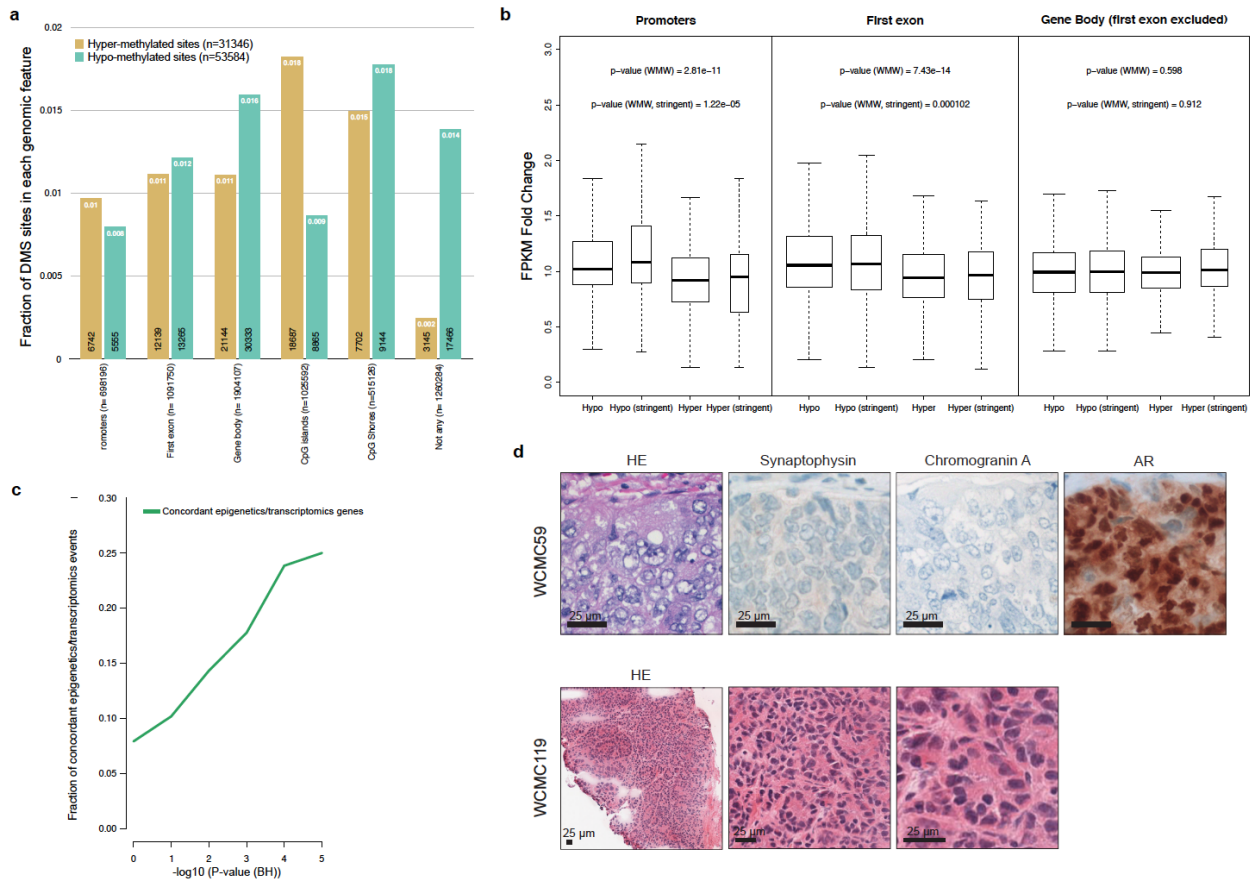 a
Fraction of DMS sites in each genomic feature
0.02
0.015
0.01
0.005
0
Hyper-methylated sites (n=31346)
Hypo-methylated sites (n=53584)
0.01
0.008
0.011
0.012
0.011
0.016
0.018
0.009
0.015
0.018
0.002
0.014
6742
5555
12139
13265
21144
30333
18687
8865
7702
9144
3145
17466
romoters (n= 698196)
First exon (n= 1091750)
Gene body (n= 1904107)
CpG islands (n=1025592)
CpG Shores (n=515126)
Not any (n= 1260284)
b
Promoters
First exon
Gene Body (first exon excluded)
FPKM Fold Change
3.0
2.5
2.0
1.5
1.0
0.5
0.0
p-value (WMW) = 2.81e-11
p-value (WMW, stringent) = 1.22e-05
p-value (WMW) = 7.43e-14
p-value (WMW, stringent) = 0.000102
p-value (WMW) = 0.598
p-value (WMW, stringent) = 0.912
Hypo
Hypo (stringent)
Hyper
Hyper (stringent)
Hypo
Hypo (stringent)
Hyper
Hyper (stringent)
Hypo
Hypo (stringent)
Hyper
Hyper (stringent)
c
Fraction of concordant epigenetics/transcriptomics events
0.30
0.25
0.20
0.15
0.10
0.00
Concordant epigenetics/transcriptomics genes
0
1
2
3
4
5
-log10 (P-value (BH))
d
HE
Synaptophysin
Chromogranin A
AR
WCMC59
25 µm
25 µm
25 µm
HE
WCMC119
25 µm
25 µm
25 µm